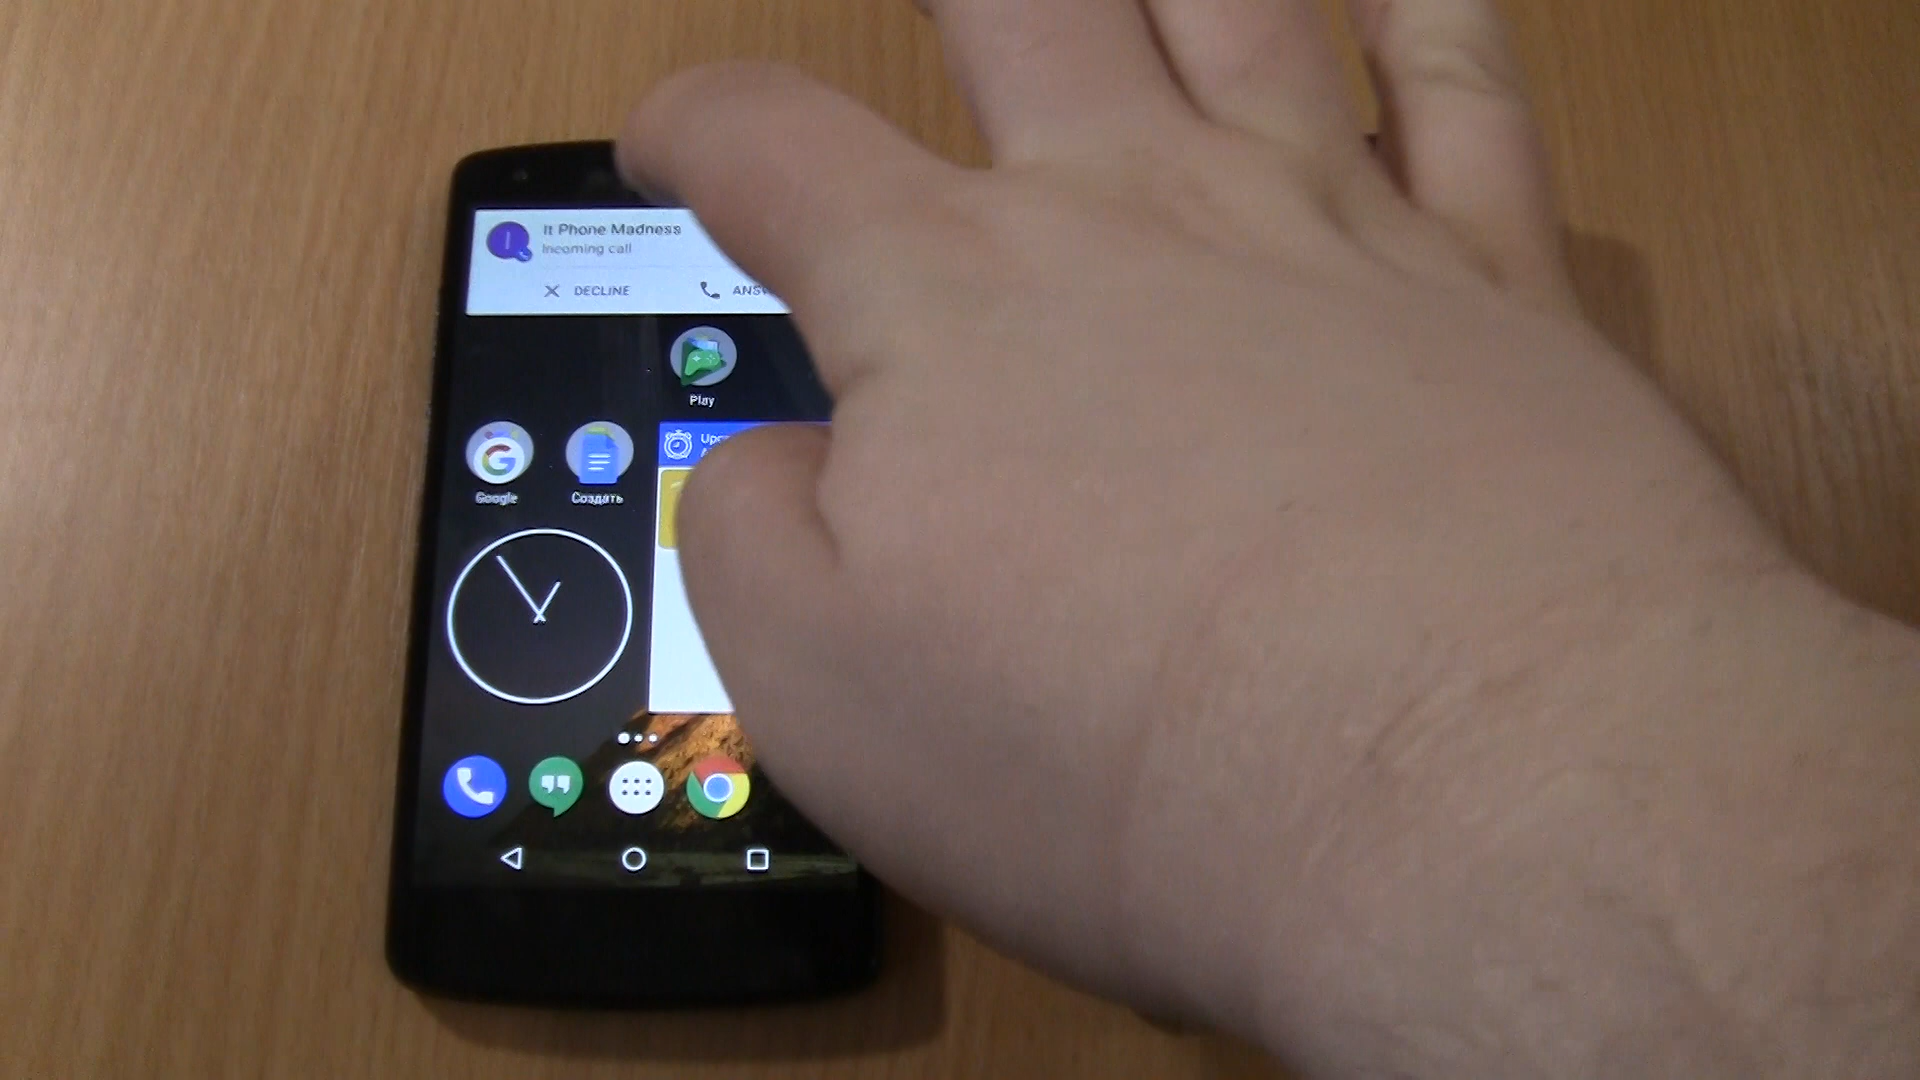 It Phone Madness
Incoming call
DECLINE
Play
Google
Создать